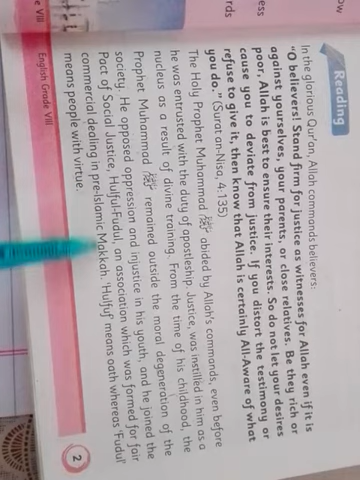 ow
ess
rds
e VIII
Reading
In the glorious Qur'an, Allah commands believers:
"O believers! Stand firm for justice as witnesses for Allah even if it is
against yourselves, your parents, or close relatives. Be they rich or
poor, Allah is best to ensure their interests. So do not let your desires
cause you to deviate from justice. If you distort the testimony or
refuse to give it, then know that Allah is certainly All-Aware of what
you do." (Surat an-Nisa, 4: 135)
The Holy Prophet Muhammad ﷺ abided by Allah's commands, even before
he was entrusted with the duty of apostleship. Justice, was instilled in him as a
nucleus as a result of divine training. From the time of his childhood, the
Prophet Muhammad ﷺ remained outside the moral degeneration of the
society. He opposed oppression and injustice in his youth, and he joined the
Pact of Social Justice, Hulful-Fudul, an association which was formed for fair
commercial dealing in pre-Islamic Makkah. 'Hulful' means oath whereas 'Fudul'
means people with virtue.
English Grade VIII
2